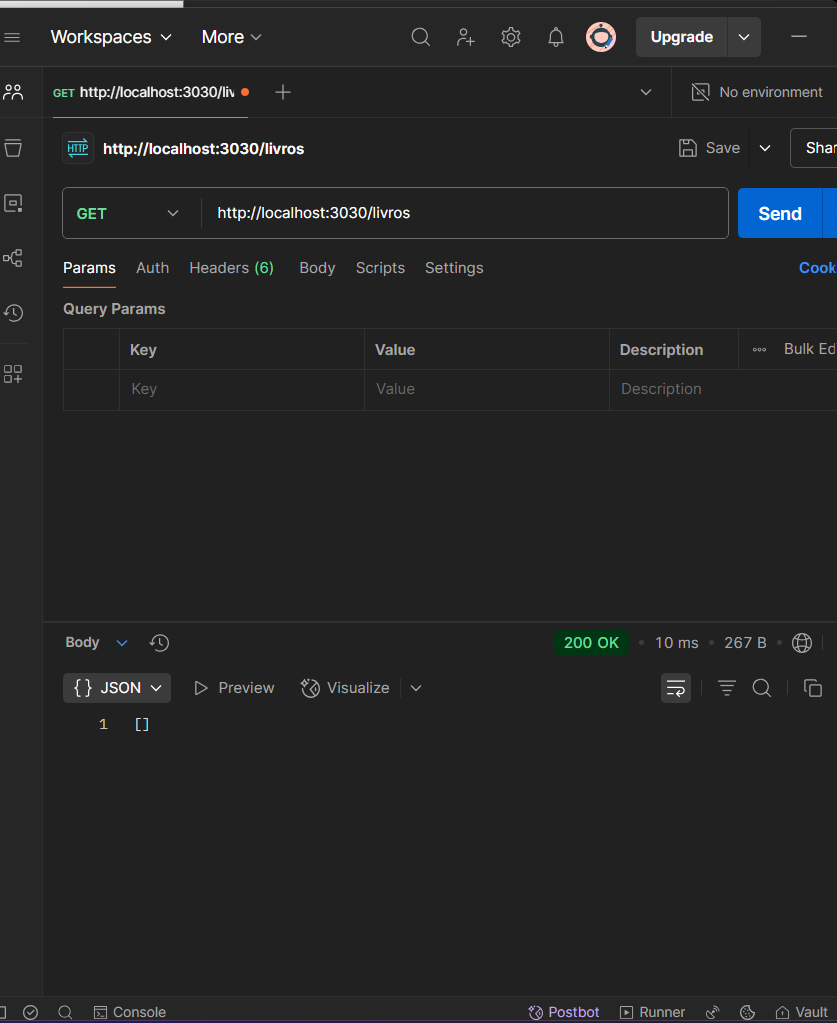 Workspaces More Upgrade
GET http://localhost:3030/liv No environment
HTTP http://localhost:3030/livros Save Shar
GET http://localhost:3030/livros Send
Params Auth Headers (6) Body Scripts Settings Cook
Query Params
Key Value Description Bulk Ed
Key Value Description
Body 200 OK • 10 ms • 267 B •
{} JSON Preview Visualize
1 []
Console Postbot Runner Vault